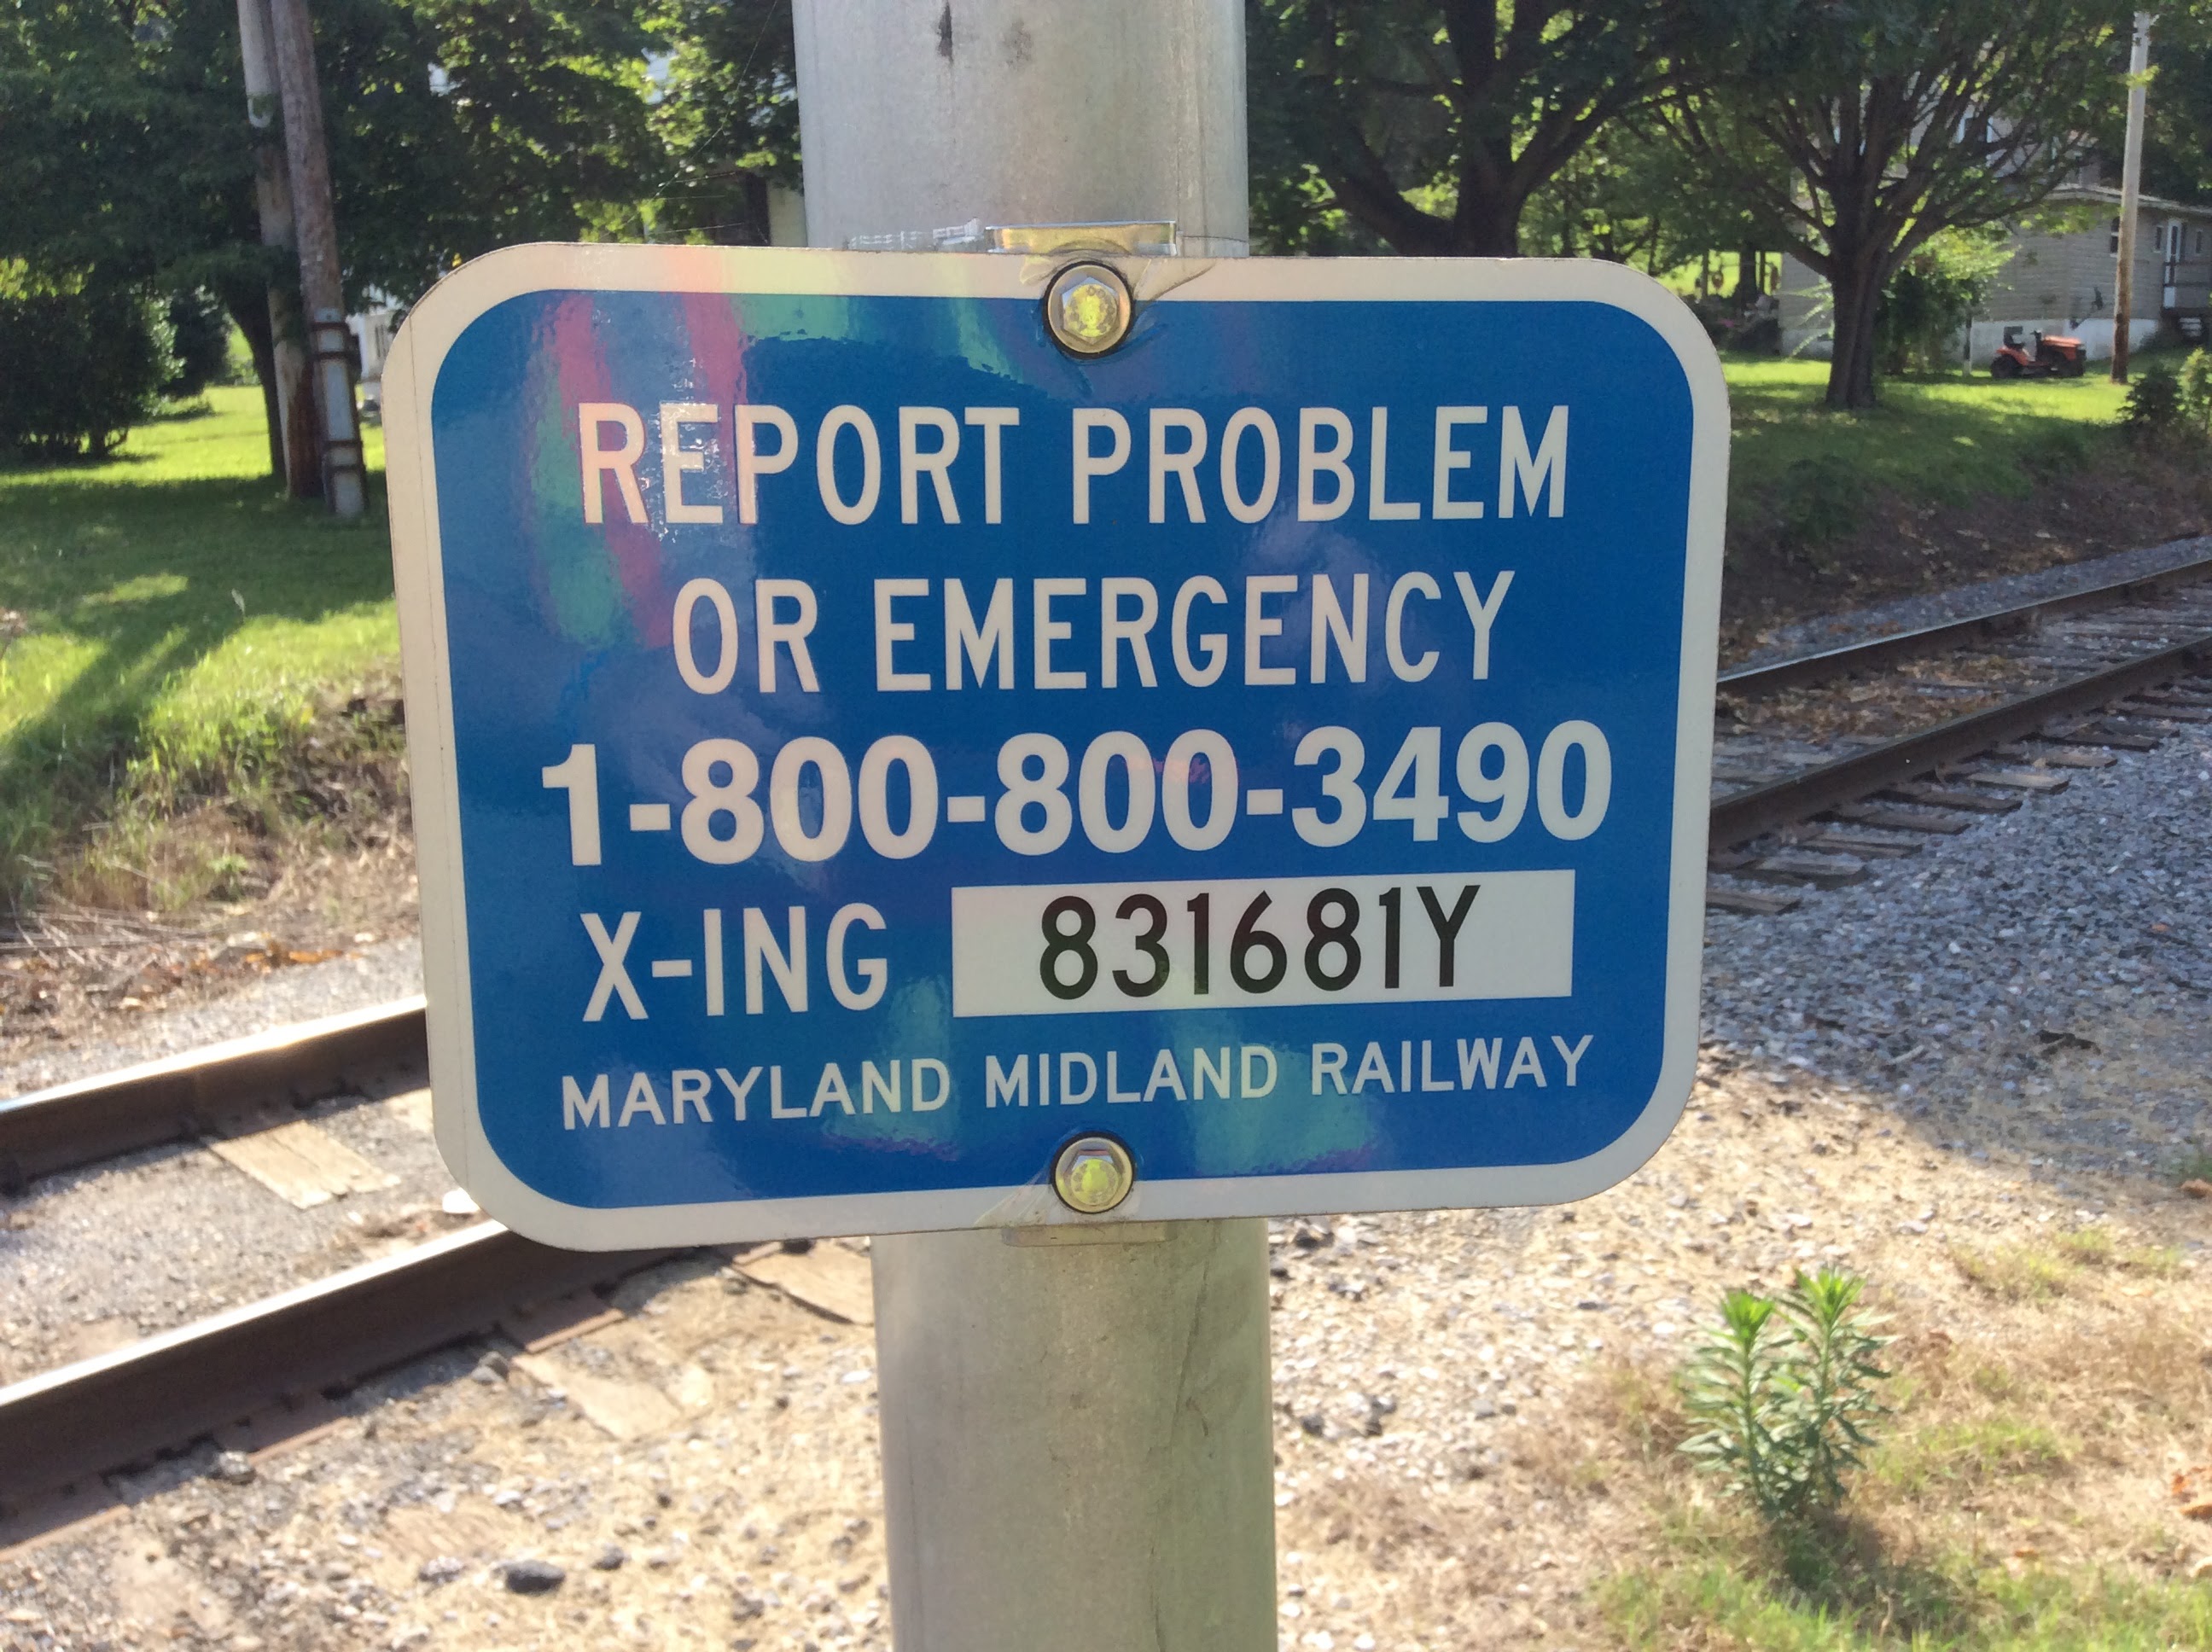 REPORT PROBLEM
OR EMERGENCY
1-800-800-3490
X-ING 831681Y
MARYLAND MIDLAND RAILWAY